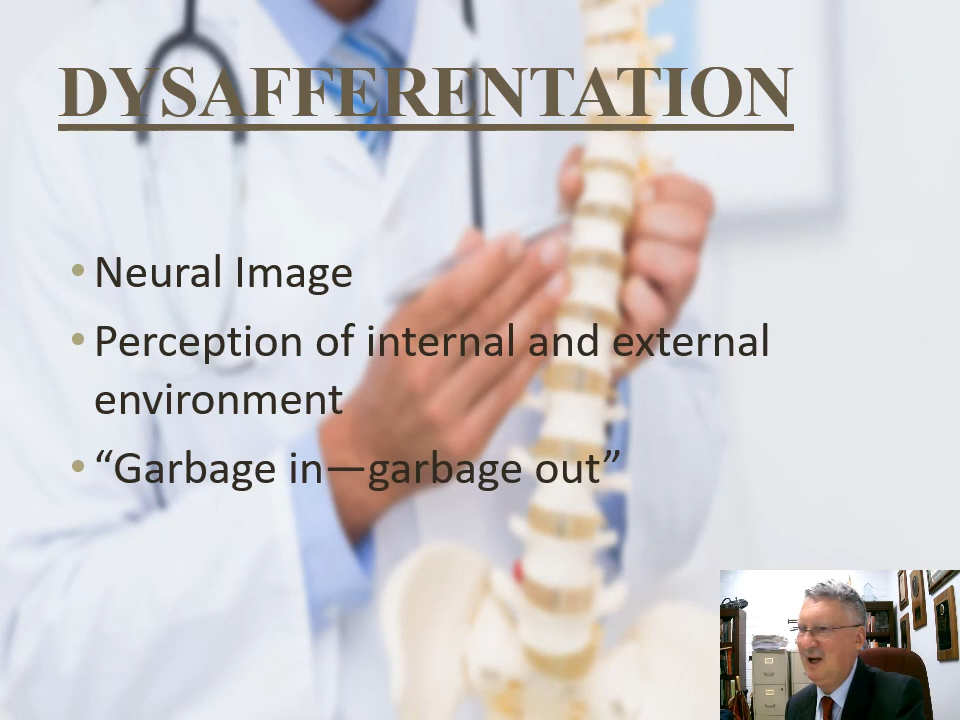 DYSAFFERENTATION
• Neural Image
• Perception of internal and external
environment
• “Garbage in—garbage out”